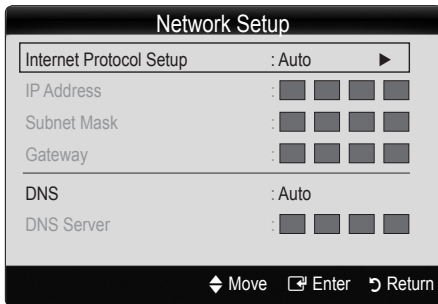 Network Setup
Internet Protocol Setup : Auto ▶
IP Address :
Subnet Mask :
Gateway :
DNS : Auto
DNS Server :
Move Enter Return